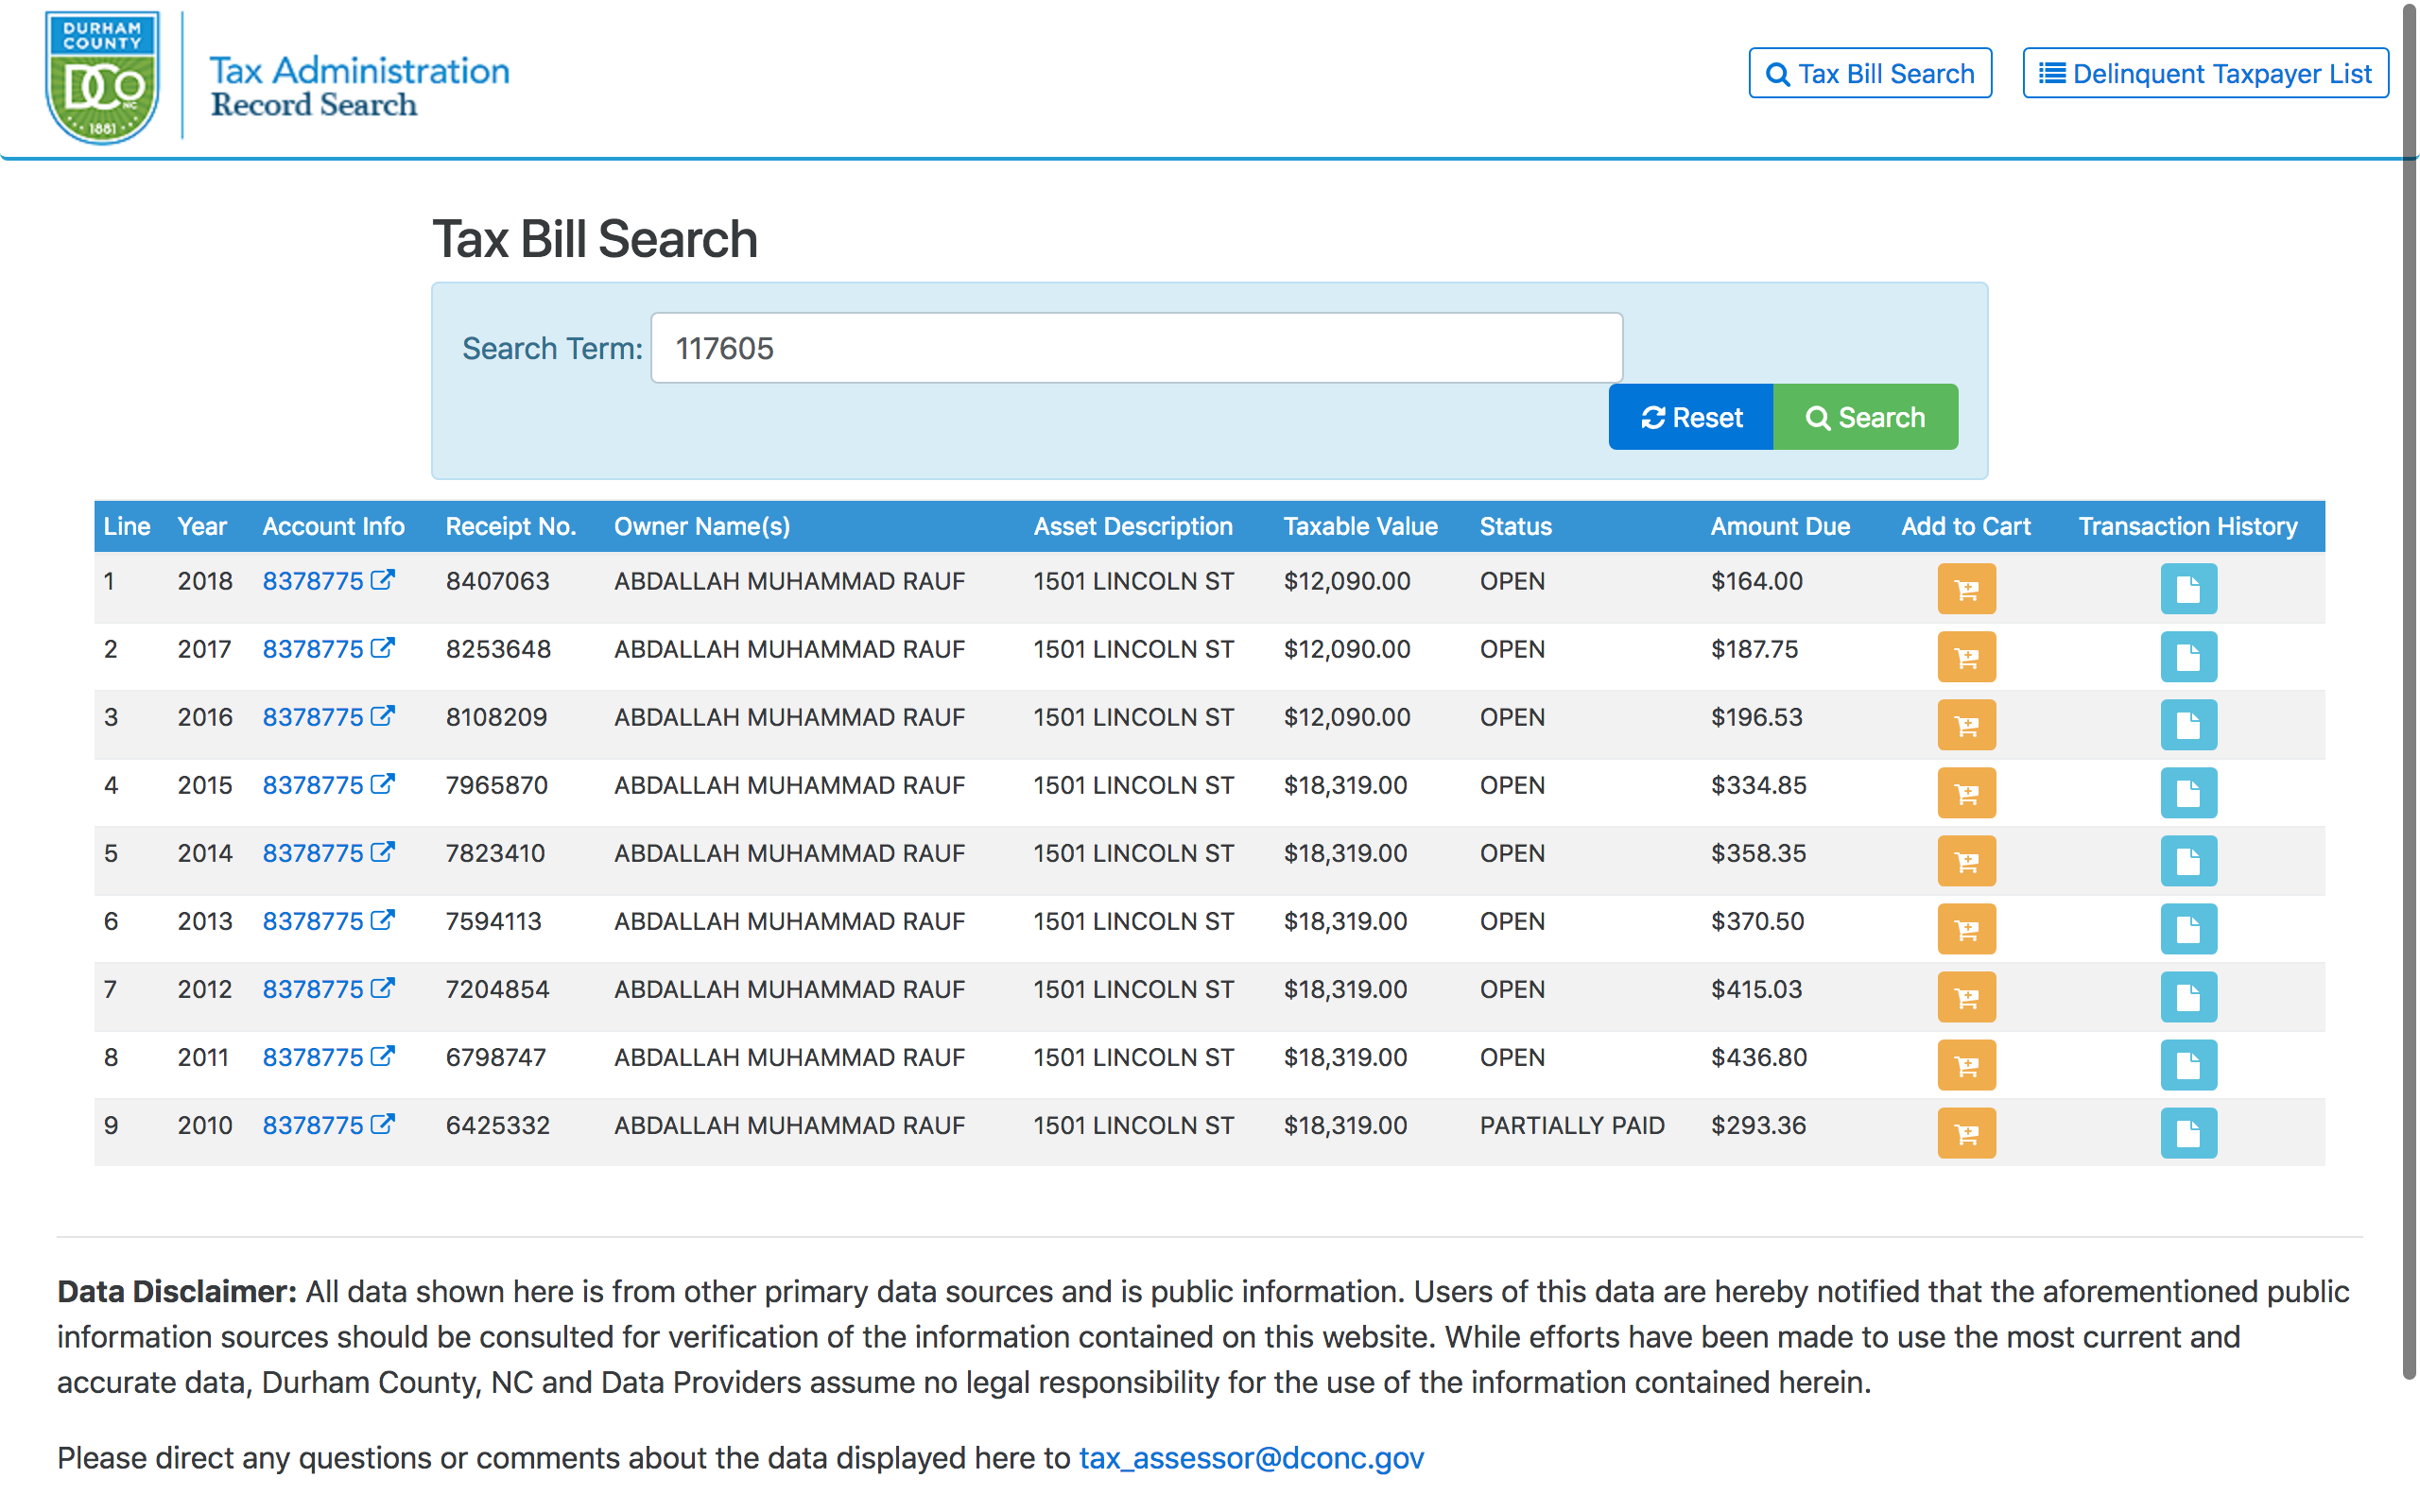 DURHAM
COUNTY
DCO
NC
1881
Tax Administration
Record Search
Tax Bill Search
Delinquent Taxpayer List
Tax Bill Search
Search Term: 117605
Reset Search
Line Year Account Info Receipt No. Owner Name(s) Asset Description Taxable Value Status Amount Due Add to Cart Transaction History
1 2018 8378775 8407063 ABDALLAH MUHAMMAD RAUF 1501 LINCOLN ST $12,090.00 OPEN $164.00
2 2017 8378775 8253648 ABDALLAH MUHAMMAD RAUF 1501 LINCOLN ST $12,090.00 OPEN $187.75
3 2016 8378775 8108209 ABDALLAH MUHAMMAD RAUF 1501 LINCOLN ST $12,090.00 OPEN $196.53
4 2015 8378775 7965870 ABDALLAH MUHAMMAD RAUF 1501 LINCOLN ST $18,319.00 OPEN $334.85
5 2014 8378775 7823410 ABDALLAH MUHAMMAD RAUF 1501 LINCOLN ST $18,319.00 OPEN $358.35
6 2013 8378775 7594113 ABDALLAH MUHAMMAD RAUF 1501 LINCOLN ST $18,319.00 OPEN $370.50
7 2012 8378775 7204854 ABDALLAH MUHAMMAD RAUF 1501 LINCOLN ST $18,319.00 OPEN $415.03
8 2011 8378775 6798747 ABDALLAH MUHAMMAD RAUF 1501 LINCOLN ST $18,319.00 OPEN $436.80
9 2010 8378775 6425332 ABDALLAH MUHAMMAD RAUF 1501 LINCOLN ST $18,319.00 PARTIALLY PAID $293.36
Data Disclaimer: All data shown here is from other primary data sources and is public information. Users of this data are hereby notified that the aforementioned public
information sources should be consulted for verification of the information contained on this website. While efforts have been made to use the most current and
accurate data, Durham County, NC and Data Providers assume no legal responsibility for the use of the information contained herein.
Please direct any questions or comments about the data displayed here to tax_assessor@dconc.gov